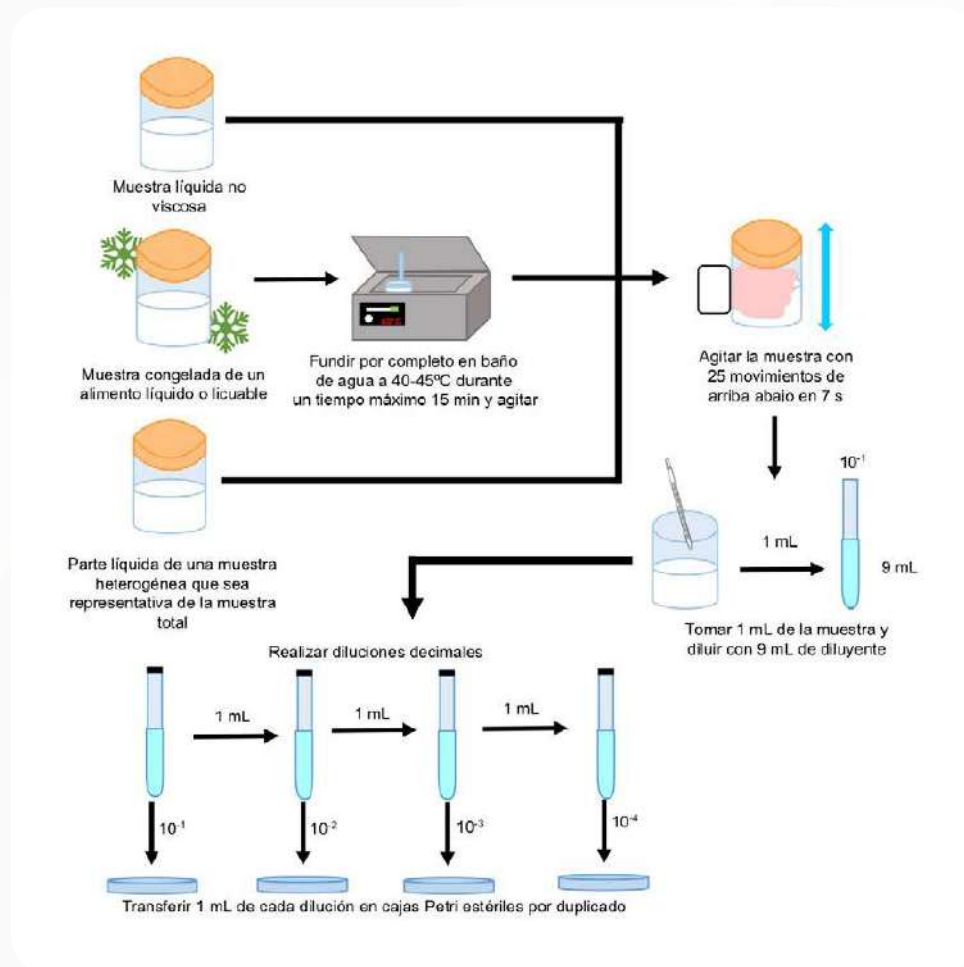 Muestra líquida no
viscosa
Muestra congelada de un
alimento líquido o licuable
Fundir por completo en baño
de agua a 40-45ºC durante
un tiempo máximo 15 min y agitar
Agitar la muestra con
25 movimientos de
arriba abajo en 7 s
Parte líquida de una muestra
heterogénea que sea
representativa de la muestra
total
10⁻¹
1 mL
9 mL
Tomar 1 mL de la muestra y
diluir con 9 mL de diluyente
Realizar diluciones decimales
1 mL
1 mL
1 mL
10⁻¹
10⁻²
10⁻³
10⁻⁴
Transferir 1 mL de cada dilución en cajas Petri estériles por duplicado